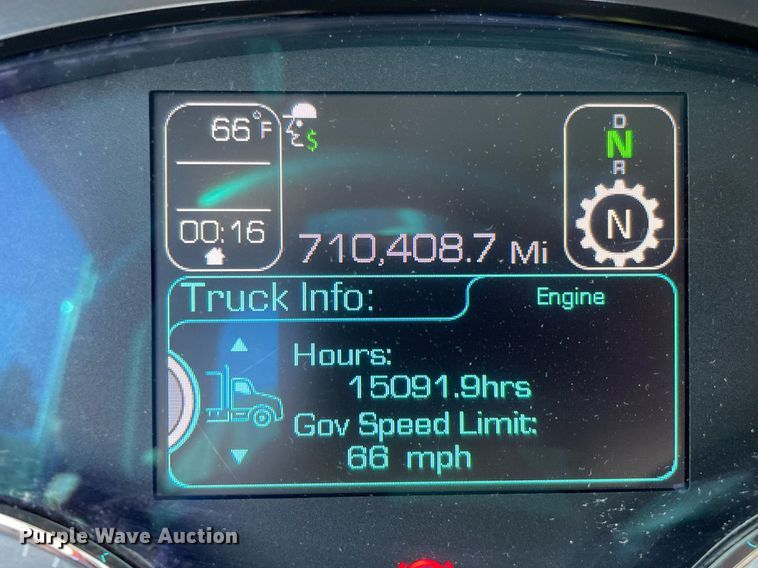 66°F
$
D
N
R
N
00:16
710,408.7 Mi
Truck Info:
Engine
Hours:
15091.9hrs
Gov Speed Limit:
66 mph
Purple Wave Auction